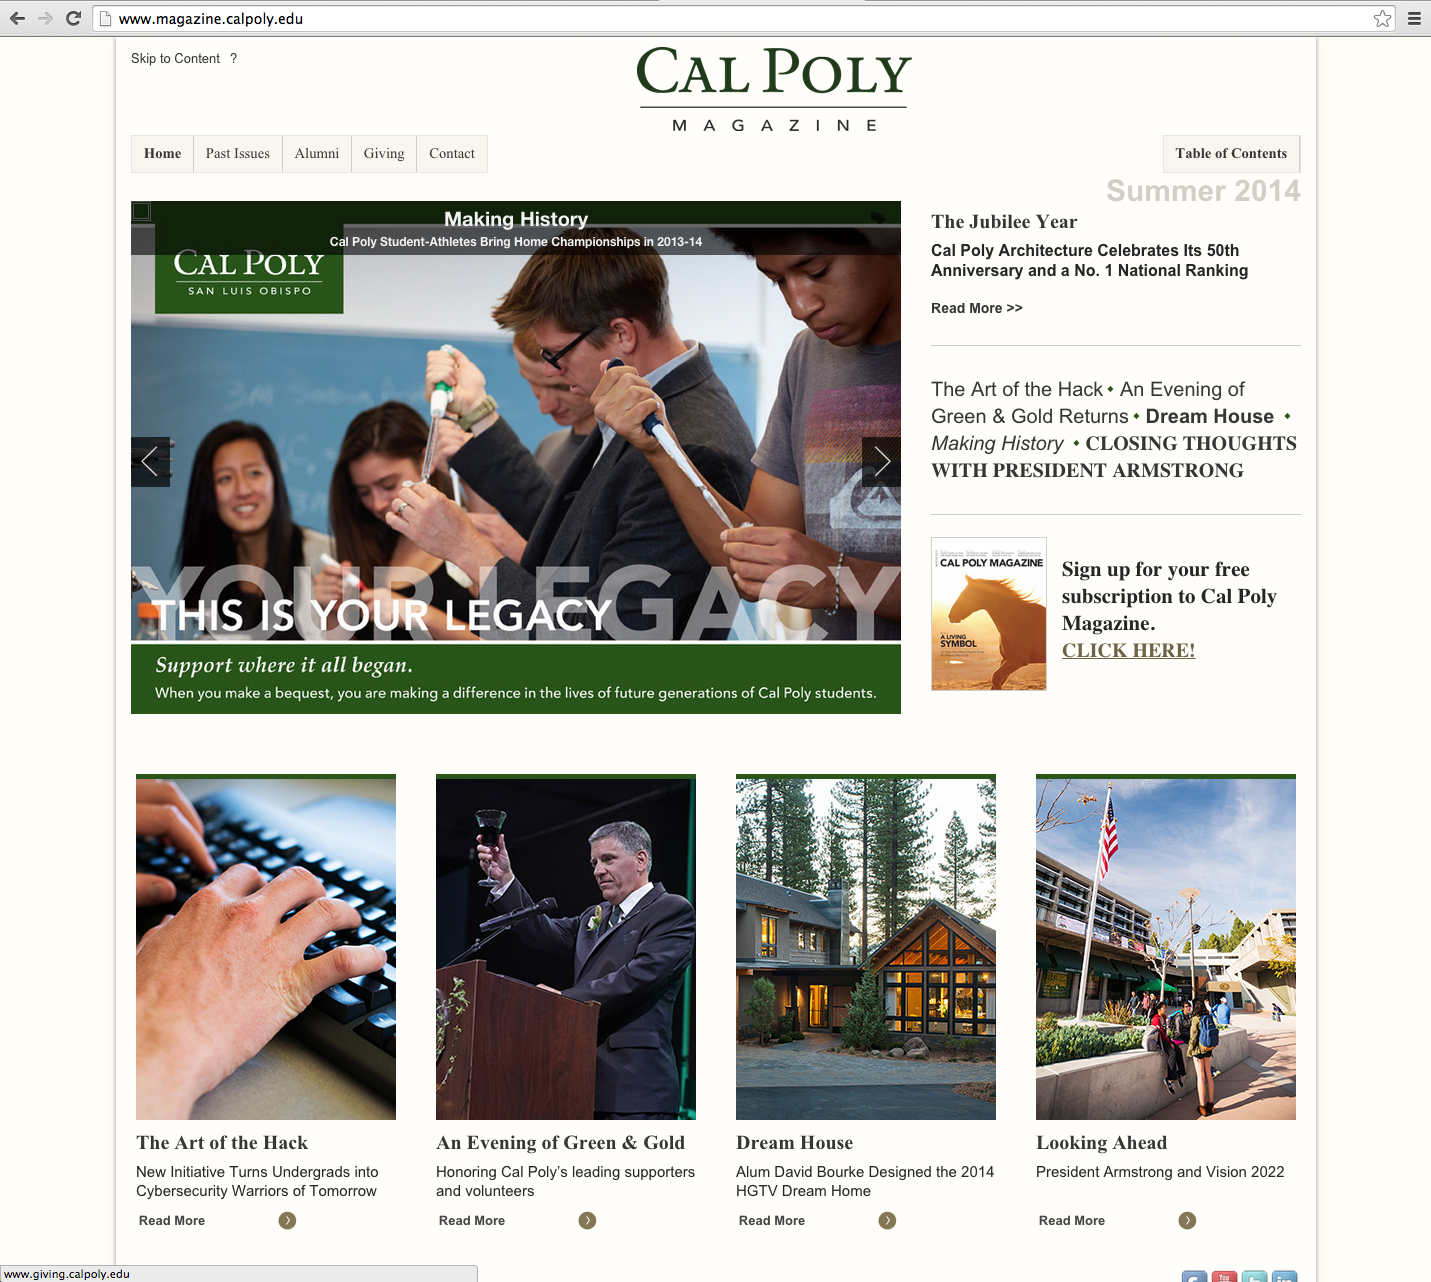 www.magazine.calpoly.edu
Skip to Content ?
CAL POLY
MAGAZINE
Home Past Issues Alumni Giving Contact
Table of Contents
Summer 2014
Making History
Cal Poly Student-Athletes Bring Home Championships in 2013-14
CAL POLY
SAN LUIS OBISPO
YOUR LEGACY
THIS IS YOUR LEGACY
Support where it all began.
When you make a bequest, you are making a difference in the lives of future generations of Cal Poly students.
The Jubilee Year
Cal Poly Architecture Celebrates Its 50th
Anniversary and a No. 1 National Ranking
Read More >>
The Art of the Hack • An Evening of
Green & Gold Returns • Dream House •
Making History • CLOSING THOUGHTS
WITH PRESIDENT ARMSTRONG
CAL POLY MAGAZINE
A LIVING
SYMBOL
Sign up for your free
subscription to Cal Poly
Magazine.
CLICK HERE!
The Art of the Hack
New Initiative Turns Undergrads into
Cybersecurity Warriors of Tomorrow
Read More
An Evening of Green & Gold
Honoring Cal Poly's leading supporters
and volunteers
Read More
Dream House
Alum David Bourke Designed the 2014
HGTV Dream Home
Read More
Looking Ahead
President Armstrong and Vision 2022
Read More
www.giving.calpoly.edu
You